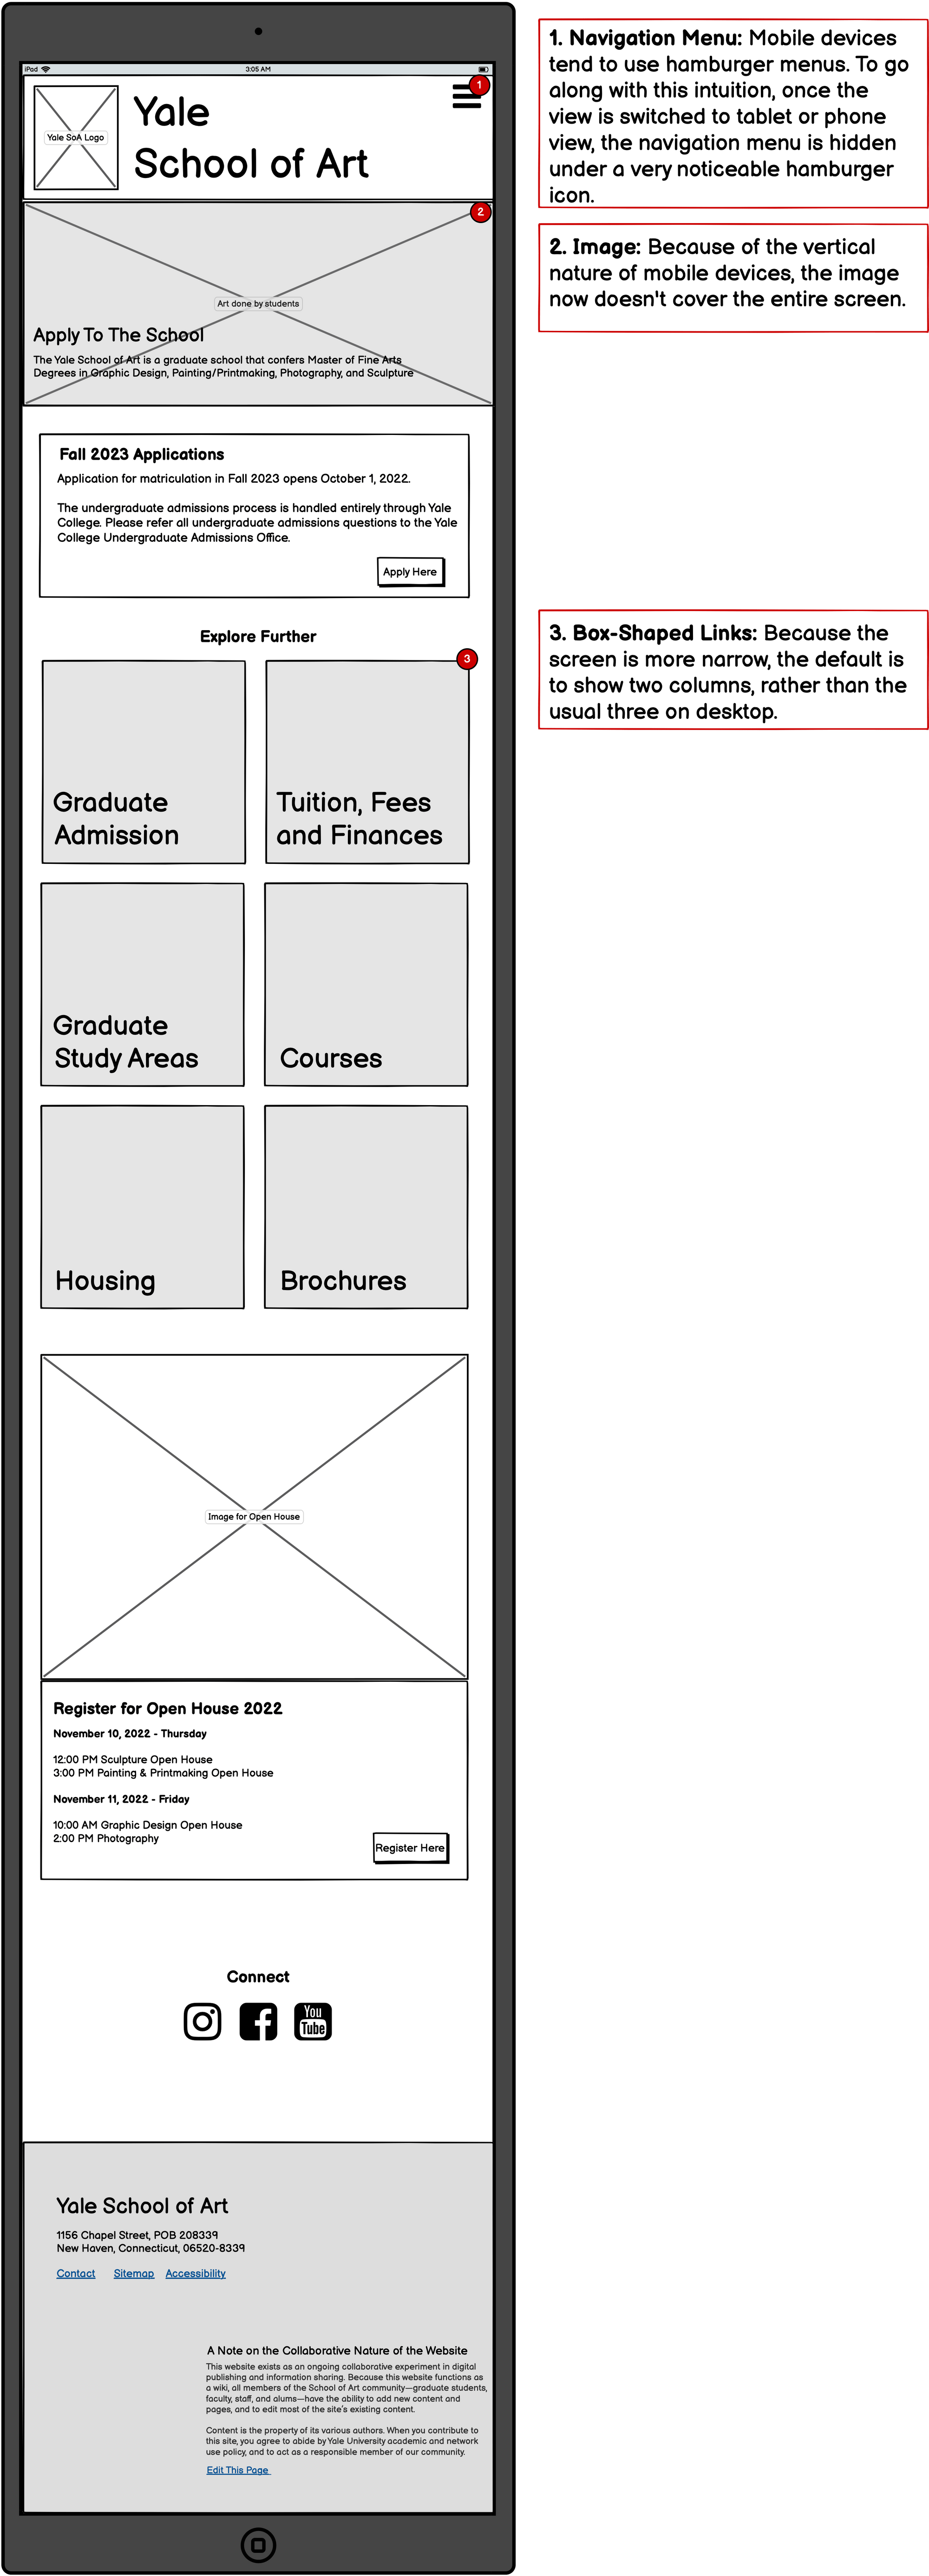 iPad
3:05 AM
Yale SoA Logo
Yale
School of Art
1
2
Art done by students
Apply To The School
The Yale School of Art is a graduate school that confers Master of Fine Arts
Degrees in Graphic Design, Painting/Printmaking, Photography, and Sculpture
Fall 2023 Applications
Application for matriculation in Fall 2023 opens October 1, 2022.
The undergraduate admissions process is handled entirely through Yale
College. Please refer all undergraduate admissions questions to the Yale
College Undergraduate Admissions Office.
Apply Here
Explore Further
3
Graduate
Admission
Tuition, Fees
and Finances
Graduate
Study Areas
Courses
Housing
Brochures
Image for Open House
Register for Open House 2022
November 10, 2022 - Thursday
12:00 PM Sculpture Open House
3:00 PM Painting & Printmaking Open House
November 11, 2022 - Friday
10:00 AM Graphic Design Open House
2:00 PM Photography
Register Here
Connect
You
Tube
Yale School of Art
1156 Chapel Street, POB 208339
New Haven, Connecticut, 06520-8339
Contact Sitemap Accessibility
A Note on the Collaborative Nature of the Website
This website exists as an ongoing collaborative experiment in digital
publishing and information sharing. Because this website functions as
a wiki, all members of the School of Art community—graduate students,
faculty, staff, and alums—have the ability to add new content and
pages, and to edit most of the site's existing content.
Content is the property of its various authors. When you contribute to
this site, you agree to abide by Yale University academic and network
use policy, and to act as a responsible member of our community.
Edit This Page
1. Navigation Menu: Mobile devices
tend to use hamburger menus. To go
along with this intuition, once the
view is switched to tablet or phone
view, the navigation menu is hidden
under a very noticeable hamburger
icon.
2. Image: Because of the vertical
nature of mobile devices, the image
now doesn't cover the entire screen.
3. Box-Shaped Links: Because the
screen is more narrow, the default is
to show two columns, rather than the
usual three on desktop.